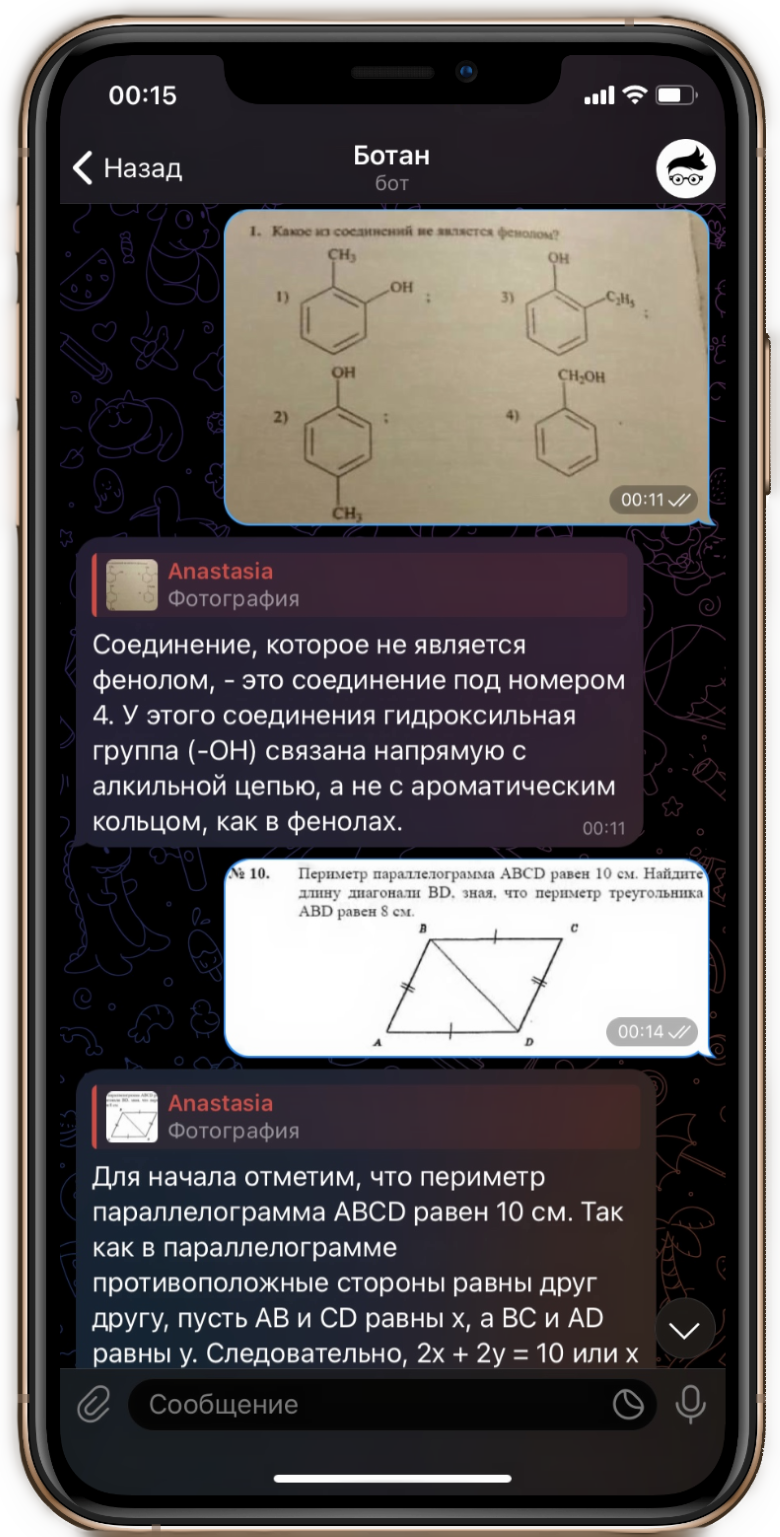 00:15
Назад
Ботан
бот
1. Какое из соединений не является фенолом?
CH₃
OH
1)
OH
;
3)
C₂H₅
;
OH
CH₂OH
2)
;
4)
.
CH₃
00:11
Anastasia
Фотография
Соединение, которое не является
фенолом, - это соединение под номером
4. У этого соединения гидроксильная
группа (-OH) связана напрямую с
алкильной цепью, а не с ароматическим
кольцом, как в фенолах.
00:11
№ 10. Периметр параллелограмма ABCD равен 10 см. Найдите
длину диагонали BD, зная, что периметр треугольника
ABD равен 8 см.
B
C
A
D
00:14
Anastasia
Фотография
Для начала отметим, что периметр
параллелограмма ABCD равен 10 см. Так
как в параллелограмме
противоположные стороны равны друг
другу, пусть AB и CD равны x, а BC и AD
равны y. Следовательно, 2x + 2y = 10 или x
Сообщение